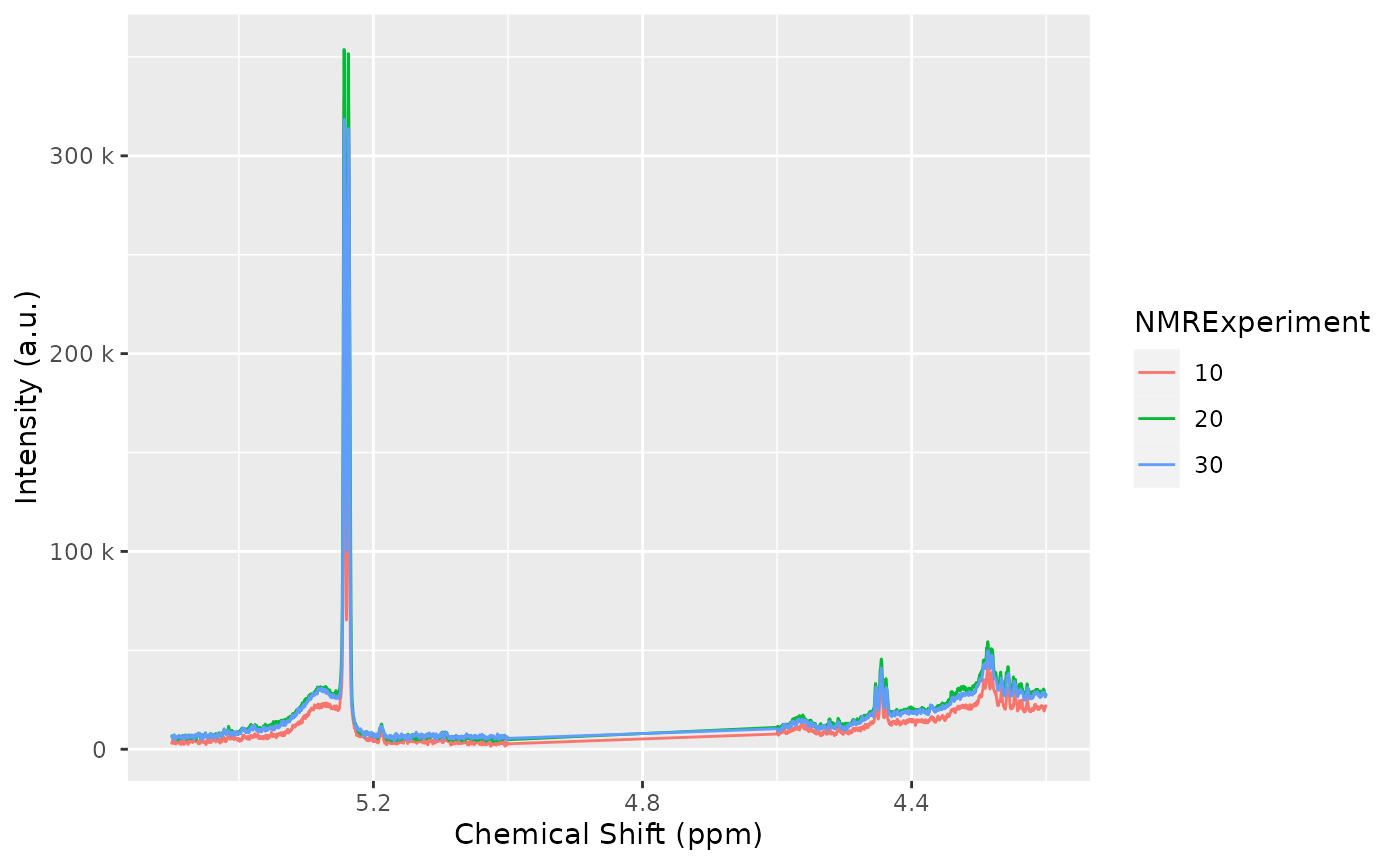 300 k
200 k
100 k
0
Intensity (a.u.)
5.2
4.8
4.4
Chemical Shift (ppm)
NMRExperiment
10
20
30